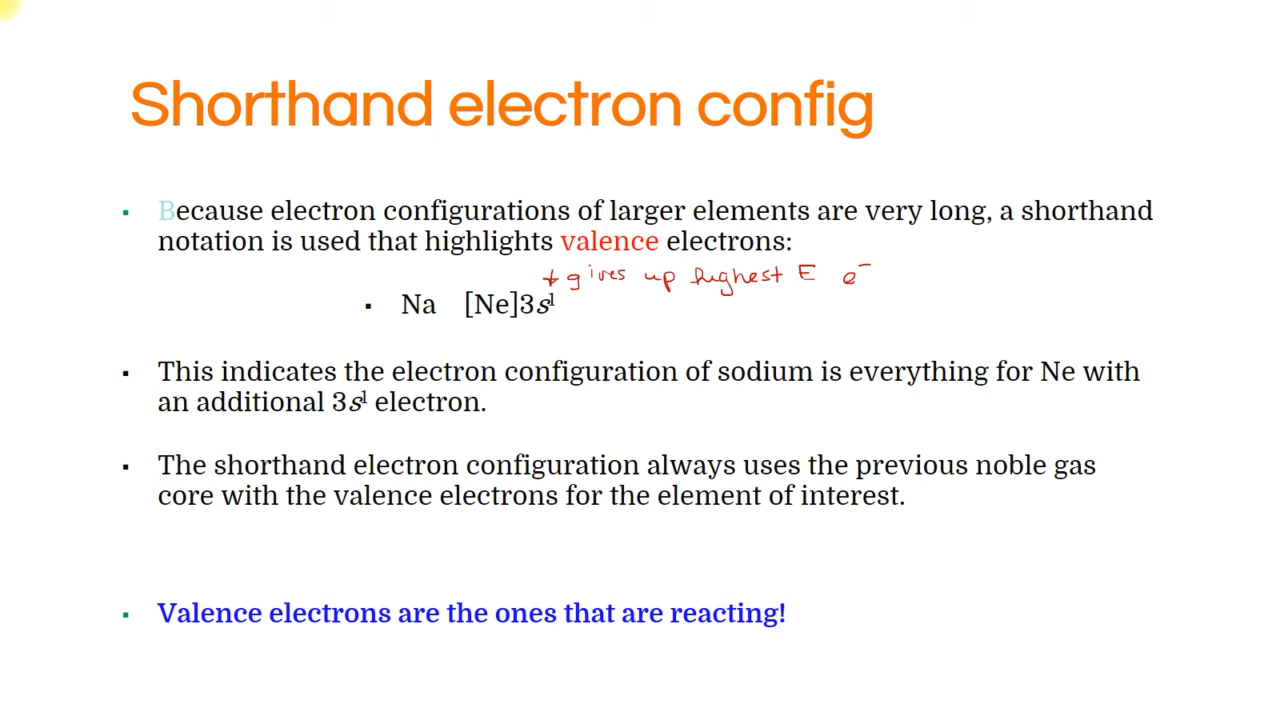 Shorthand electron config
▪ Because electron configurations of larger elements are very long, a shorthand
notation is used that highlights valence electrons:
↳ gives up highest E e⁻
▪ Na [Ne]3s¹
▪ This indicates the electron configuration of sodium is everything for Ne with
an additional 3s¹ electron.
▪ The shorthand electron configuration always uses the previous noble gas
core with the valence electrons for the element of interest.
▪ Valence electrons are the ones that are reacting!